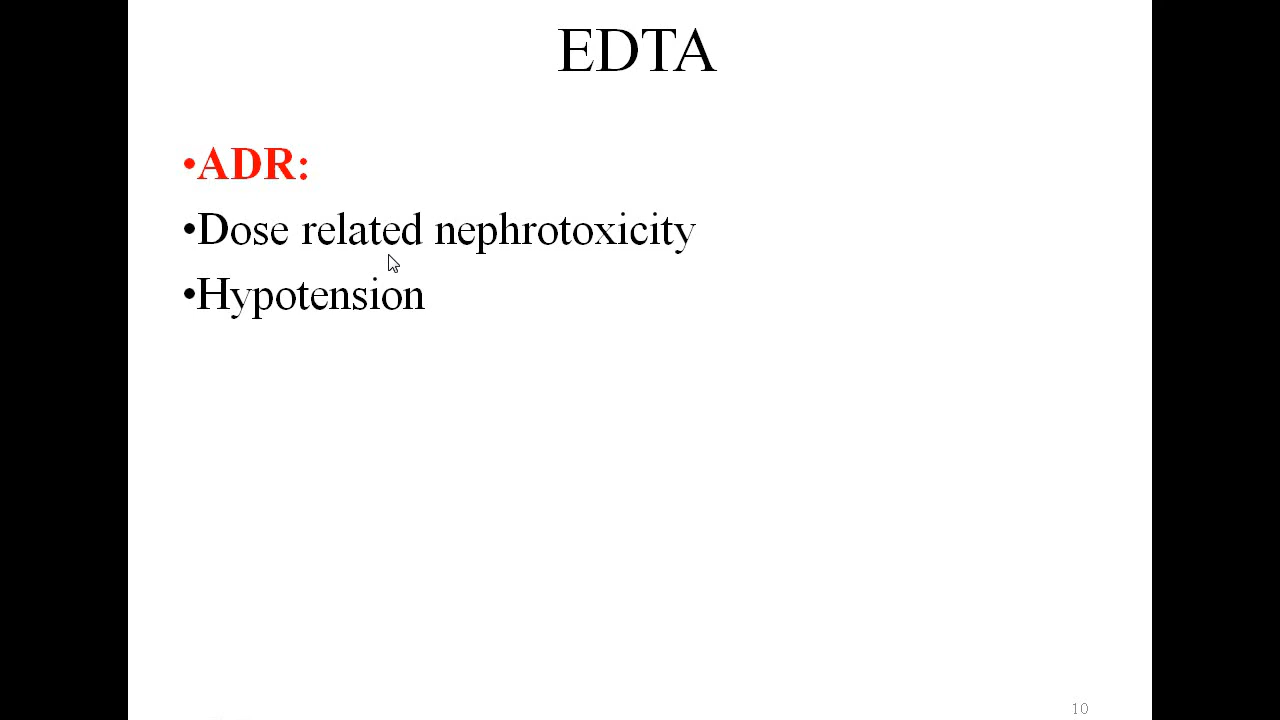 EDTA
•ADR:
•Dose related nephrotoxicity
•Hypotension
10